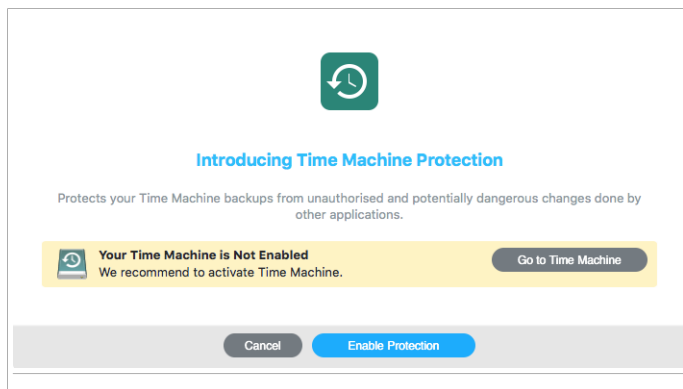 Introducing Time Machine Protection
Protects your Time Machine backups from unauthorised and potentially dangerous changes done by
other applications.
Your Time Machine is Not Enabled
We recommend to activate Time Machine.
Go to Time Machine
Cancel
Enable Protection